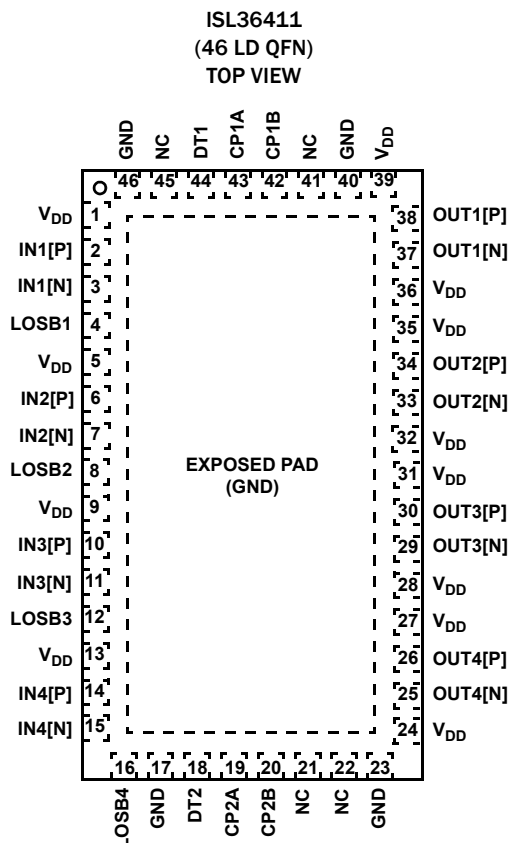 ISL36411
(46 LD QFN)
TOP VIEW
GND NC DT1 CP1A CP1B NC GND VDD
46 45 44 43 42 41 40 39
VDD 1
IN1[P] 2
IN1[N] 3
LOSB1 4
VDD 5
IN2[P] 6
IN2[N] 7
LOSB2 8
VDD 9
IN3[P] 10
IN3[N] 11
LOSB3 12
VDD 13
IN4[P] 14
IN4[N] 15
EXPOSED PAD
(GND)
38 OUT1[P]
37 OUT1[N]
36 VDD
35 VDD
34 OUT2[P]
33 OUT2[N]
32 VDD
31 VDD
30 OUT3[P]
29 OUT3[N]
28 VDD
27 VDD
26 OUT4[P]
25 OUT4[N]
24 VDD
16 17 18 19 20 21 22 23
LOSB4 GND DT2 CP2A CP2B NC NC GND